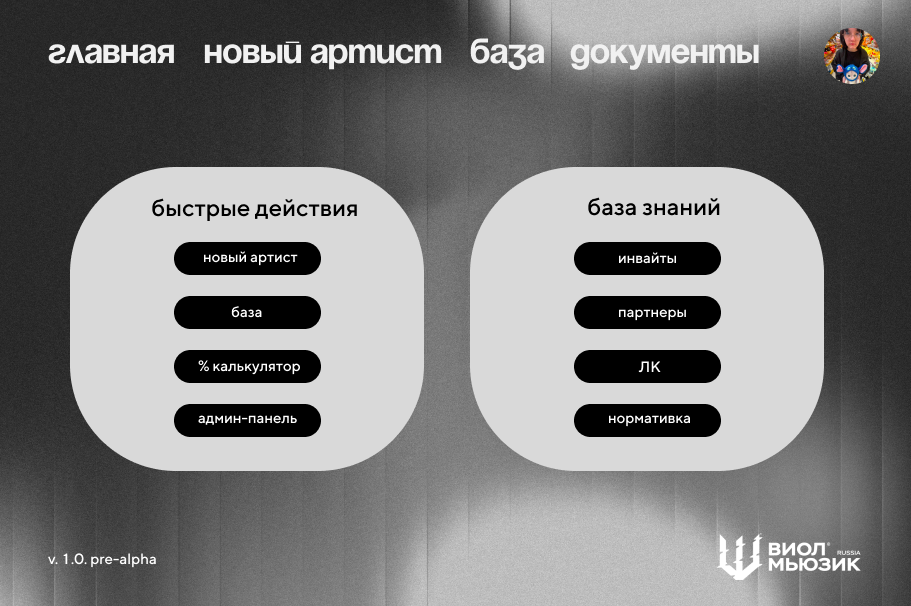 главная новый артист база документы
быстрые действия
новый артист
база
% калькулятор
админ-панель
база знаний
инвайты
партнеры
ЛК
нормативка
v. 1.0. pre-alpha
ВИОЛ® RUSSIA
МЬЮЗИК